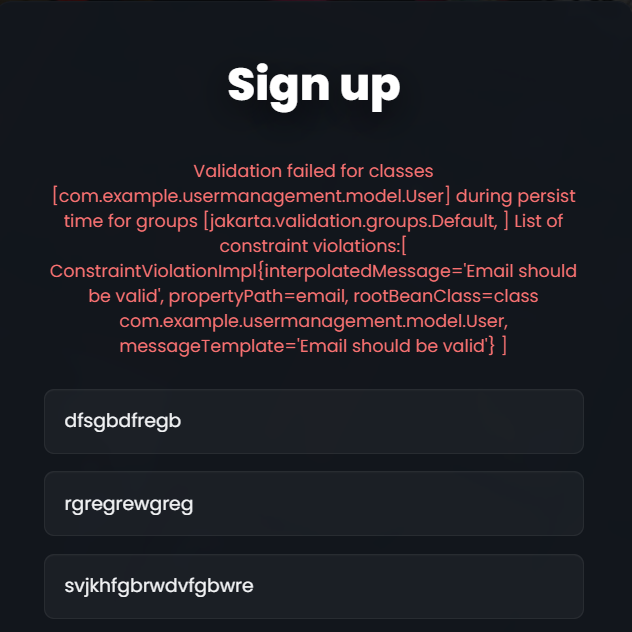 Sign up
Validation failed for classes
[com.example.usermanagement.model.User] during persist
time for groups [jakarta.validation.groups.Default, ] List of
constraint violations:[
ConstraintViolationImpl{interpolatedMessage='Email should
be valid', propertyPath=email, rootBeanClass=class
com.example.usermanagement.model.User,
messageTemplate='Email should be valid'} ]
dfsgbdfregb
rgregrewgreg
svjkhfgbrwdvfgbwre